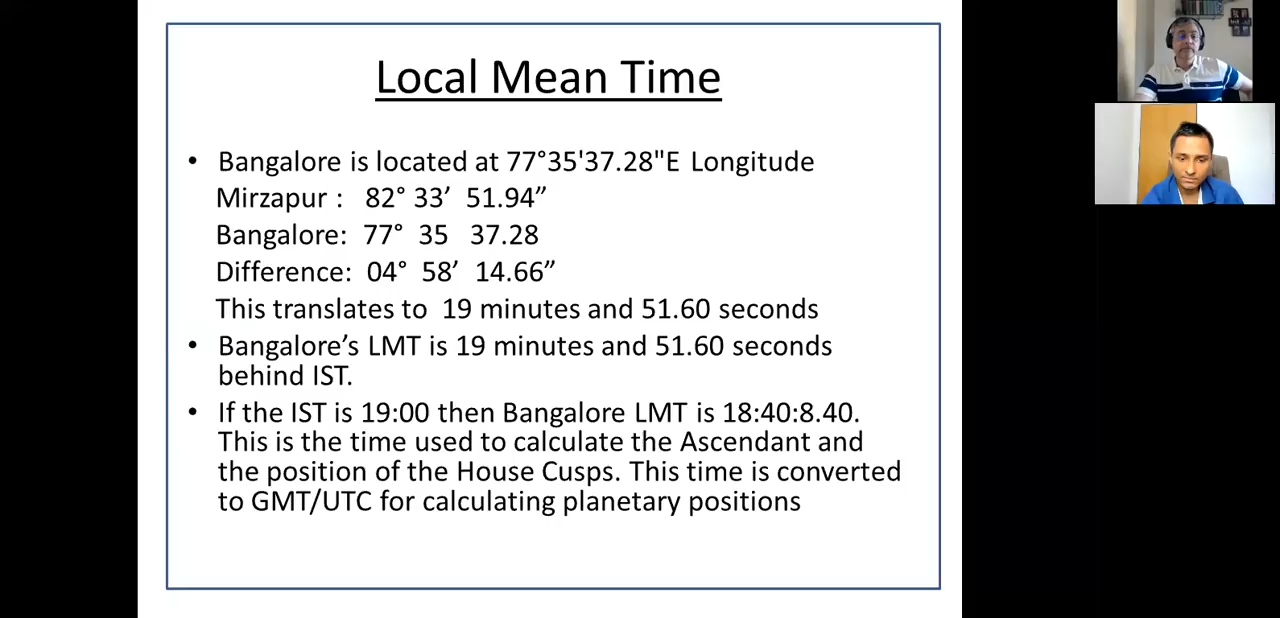 Local Mean Time
• Bangalore is located at 77°35'37.28"E Longitude
Mirzapur : 82° 33’ 51.94”
Bangalore: 77° 35 37.28
Difference: 04° 58’ 14.66”
This translates to 19 minutes and 51.60 seconds
• Bangalore’s LMT is 19 minutes and 51.60 seconds
behind IST.
• If the IST is 19:00 then Bangalore LMT is 18:40:8.40.
This is the time used to calculate the Ascendant and
the position of the House Cusps. This time is converted
to GMT/UTC for calculating planetary positions